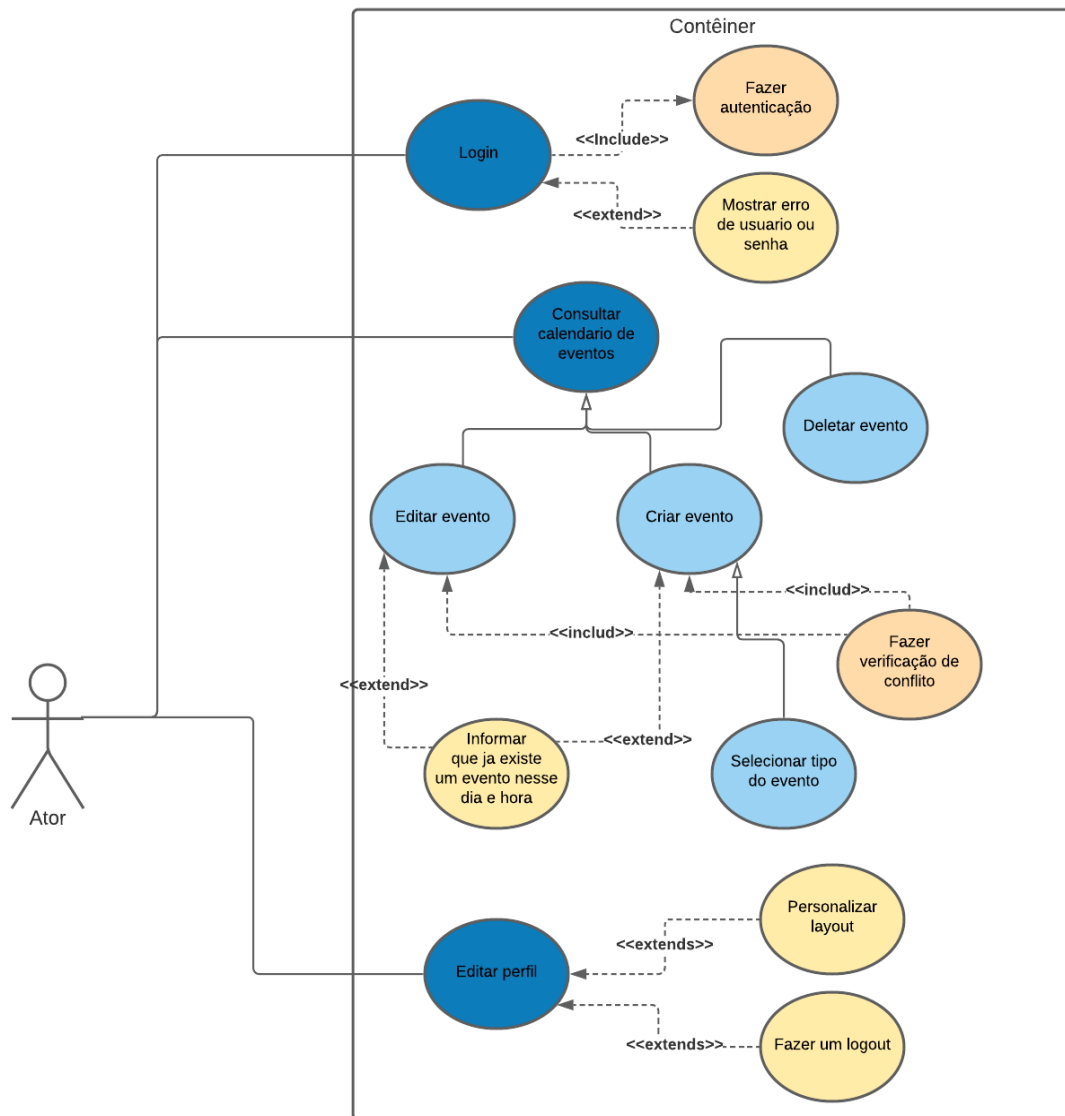 Contêiner
Fazer
autenticação
<<Include>>
Login
Mostrar erro
de usuario ou
senha
<<extend>>
Consultar
calendario de
eventos
Deletar evento
Editar evento
Criar evento
<<includ>>
<<includ>>
Fazer
verificação de
conflito
<<extend>>
Informar
que ja existe
um evento nesse
dia e hora
<<extend>>
Selecionar tipo
do evento
Ator
Personalizar
layout
<<extends>>
Editar perfil
<<extends>>
Fazer um logout